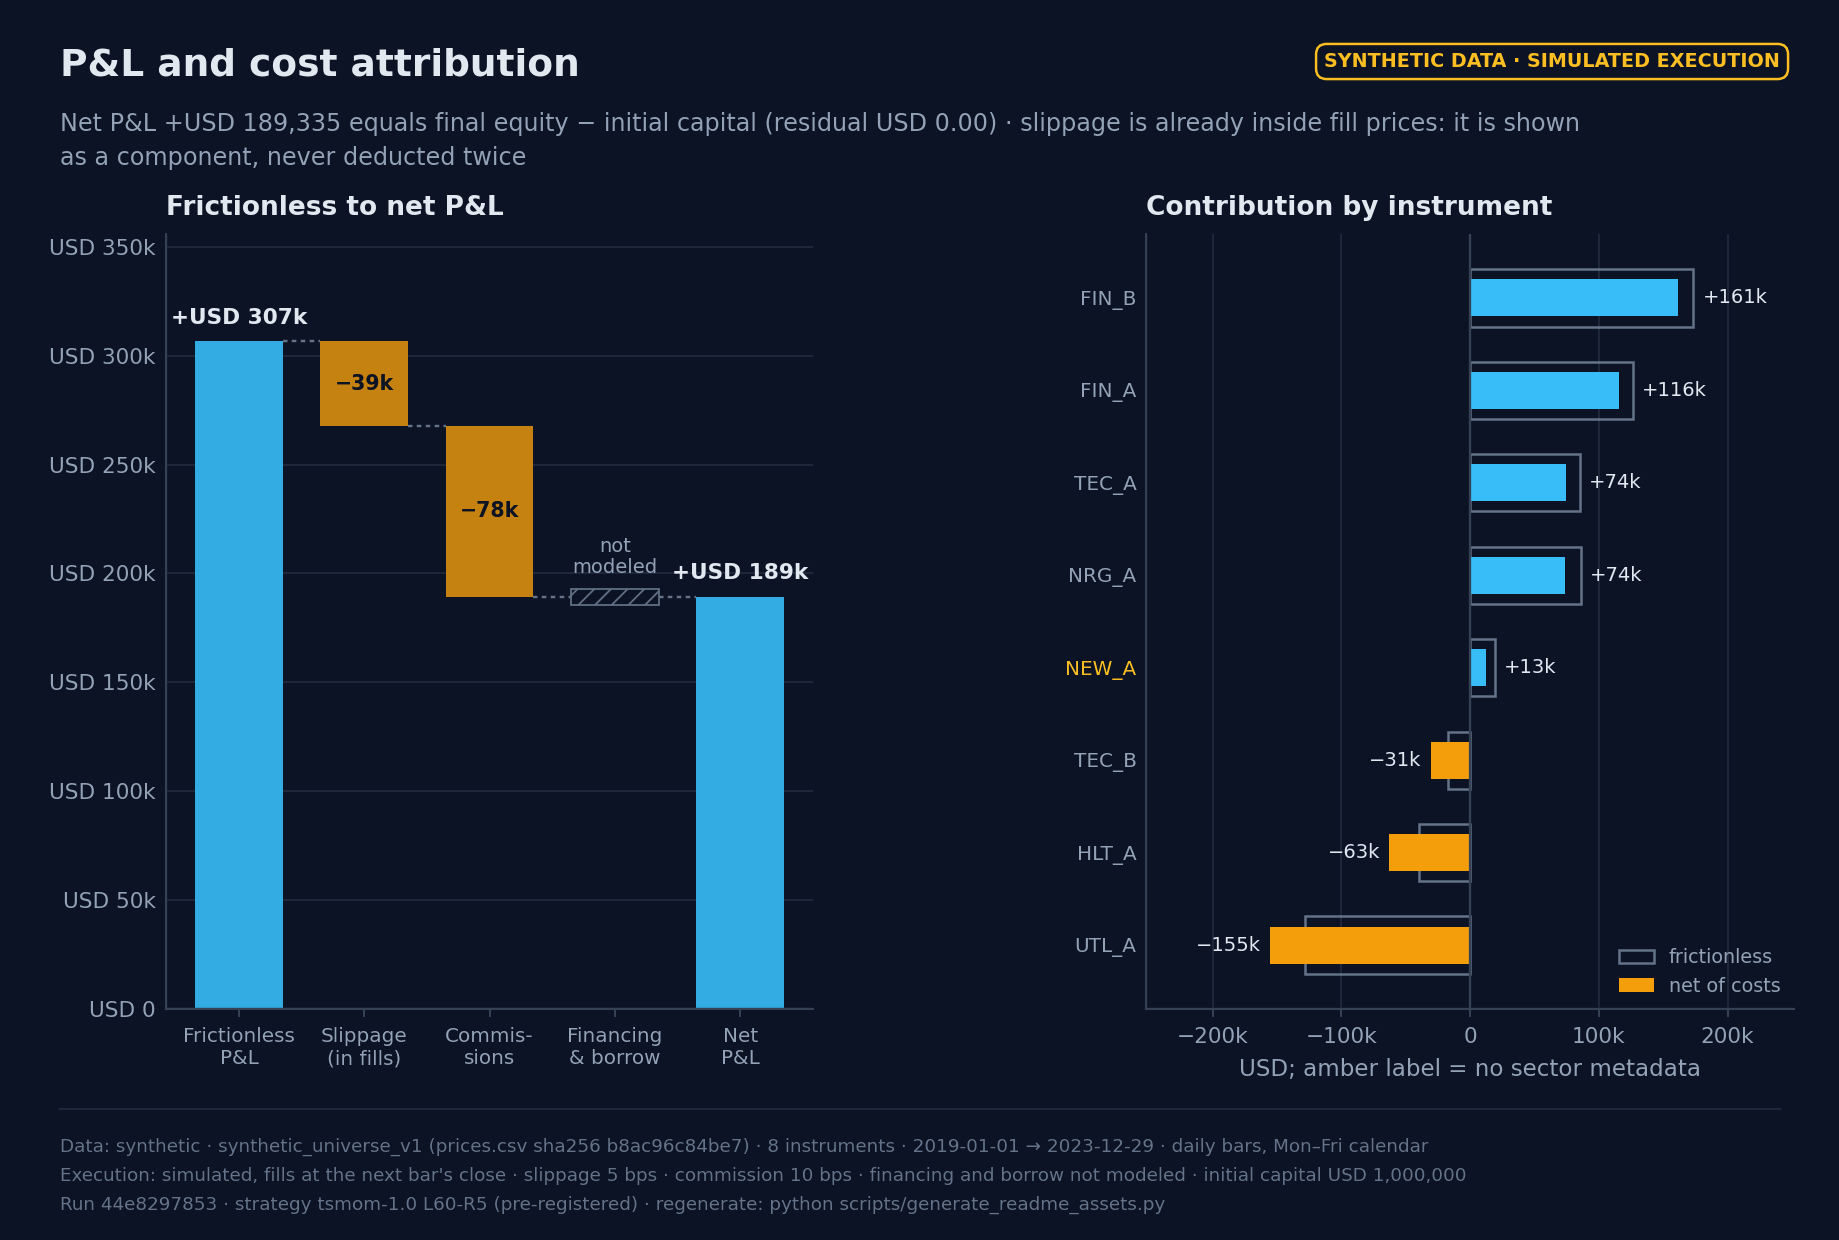 P&L and cost attribution
SYNTHETIC DATA · SIMULATED EXECUTION
Net P&L +USD 189,335 equals final equity − initial capital (residual USD 0.00) · slippage is already inside fill prices: it is shown
as a component, never deducted twice
Frictionless to net P&L
USD 350k
USD 300k
USD 250k
USD 200k
USD 150k
USD 100k
USD 50k
USD 0
+USD 307k
−39k
−78k
not
modeled
+USD 189k
Frictionless
P&L
Slippage
(in fills)
Commis-
sions
Financing
& borrow
Net
P&L
Contribution by instrument
FIN_B
+161k
FIN_A
+116k
TEC_A
+74k
NRG_A
+74k
NEW_A
+13k
TEC_B
−31k
HLT_A
−63k
UTL_A
−155k
frictionless
net of costs
−200k
−100k
0
100k
200k
USD; amber label = no sector metadata
Data: synthetic · synthetic_universe_v1 (prices.csv sha256 b8ac96c84be7) · 8 instruments · 2019-01-01 → 2023-12-29 · daily bars, Mon–Fri calendar
Execution: simulated, fills at the next bar's close · slippage 5 bps · commission 10 bps · financing and borrow not modeled · initial capital USD 1,000,000
Run 44e8297853 · strategy tsmom-1.0 L60-R5 (pre-registered) · regenerate: python scripts/generate_readme_assets.py